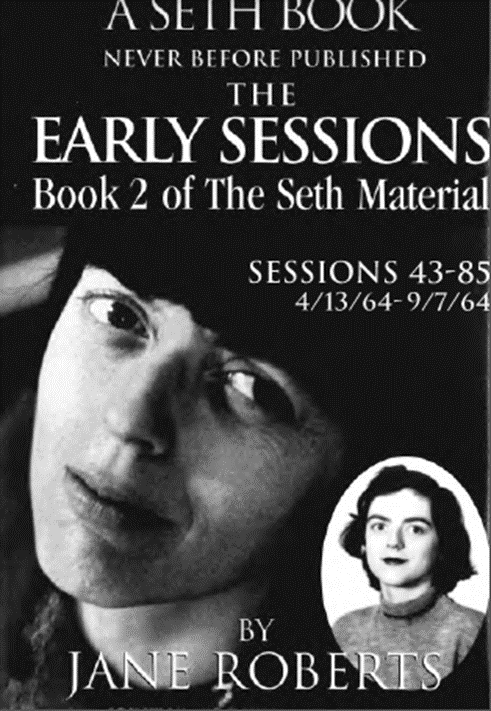 A SETH BOOK
NEVER BEFORE PUBLISHED
THE
EARLY SESSIONS
Book 2 of The Seth Material
SESSIONS 43-85
4/13/64-9/7/64
BY
JANE ROBERTS